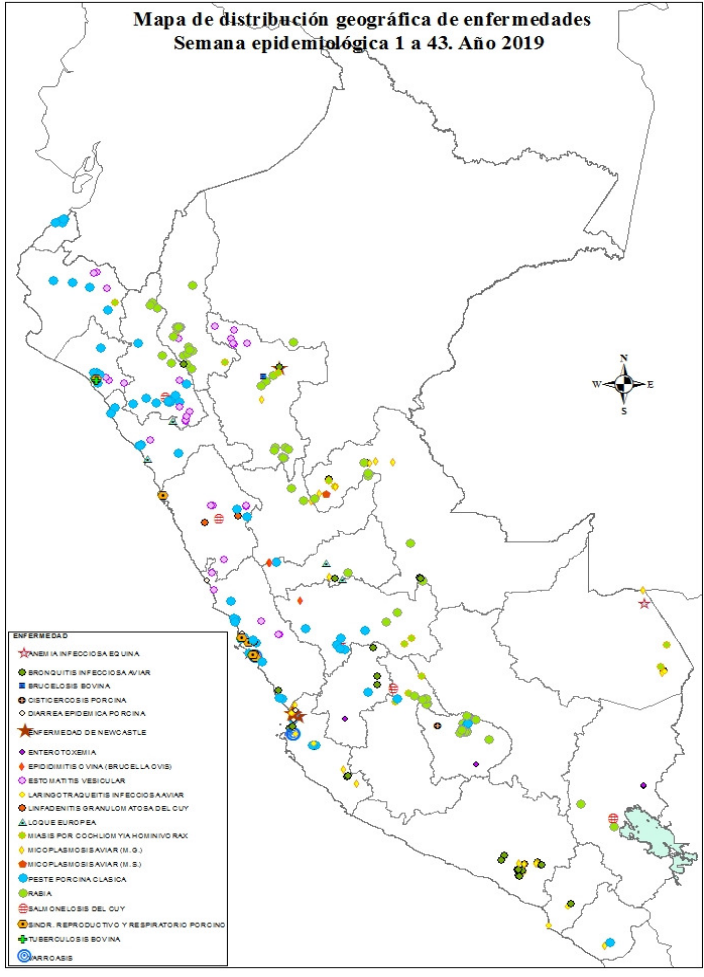 Mapa de distribución geográfica de enfermedades
Semana epidemiológica 1 a 43. Año 2019
N
W E
S
ENFERMEDAD
ANEMIA INFECCIOSA EQUINA
BRONQUITIS INFECCIOSA AVIAR
BRUCELOSIS BOVINA
CISTICERCOSIS PORCINA
DIARREA EPIDEMICA PORCINA
ENFERMEDAD DE NEWCASTLE
ENTEROTOXEMIA
EPIDIDIMITIS OVINA (BRUCELLA OVIS)
ESTOMATITIS VESICULAR
LARINGOTRAQUEITIS INFECCIOSA AVIAR
LINFADENITIS GRANULOMATOSA DEL CUY
LOQUE EUROPEA
MIASIS POR COCHLIOMYIA HOMINIVORAX
MICOPLASMOSIS AVIAR (M.G.)
MICOPLASMOSIS AVIAR (M.S.)
PESTE PORCINA CLASICA
RABIA
SALMONELOSIS DEL CUY
SINDR. REPRODUCTIVO Y RESPIRATORIO PORCINO
TUBERCULOSIS BOVINA
VARROASIS